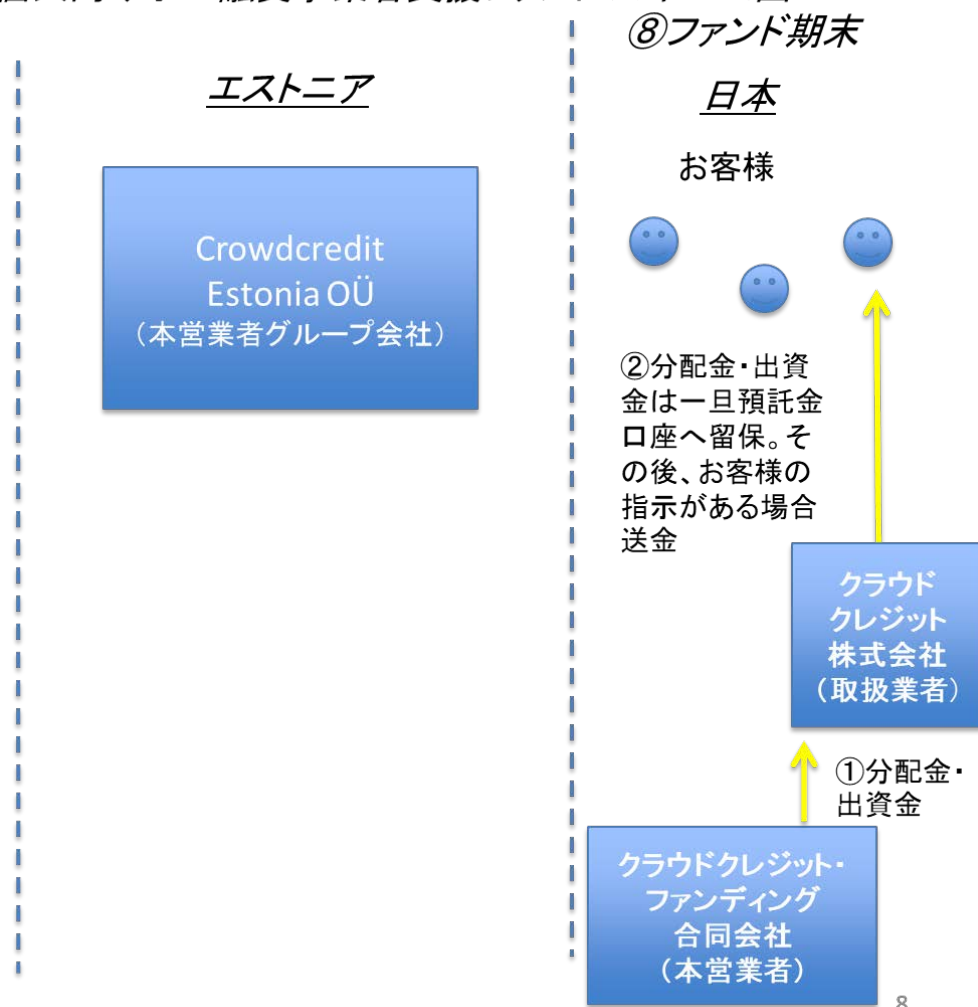 ⑧ファンド期末
エストニア
日本
お客様
Crowdcredit
Estonia OÜ
（本営業者グループ会社）
②分配金・出資
金は一旦預託金
口座へ留保。そ
の後、お客様の
指示がある場合
送金
クラウド
クレジット
株式会社
（取扱業者）
①分配金・
出資金
クラウドクレジット・
ファンディング
合同会社
（本営業者）
8